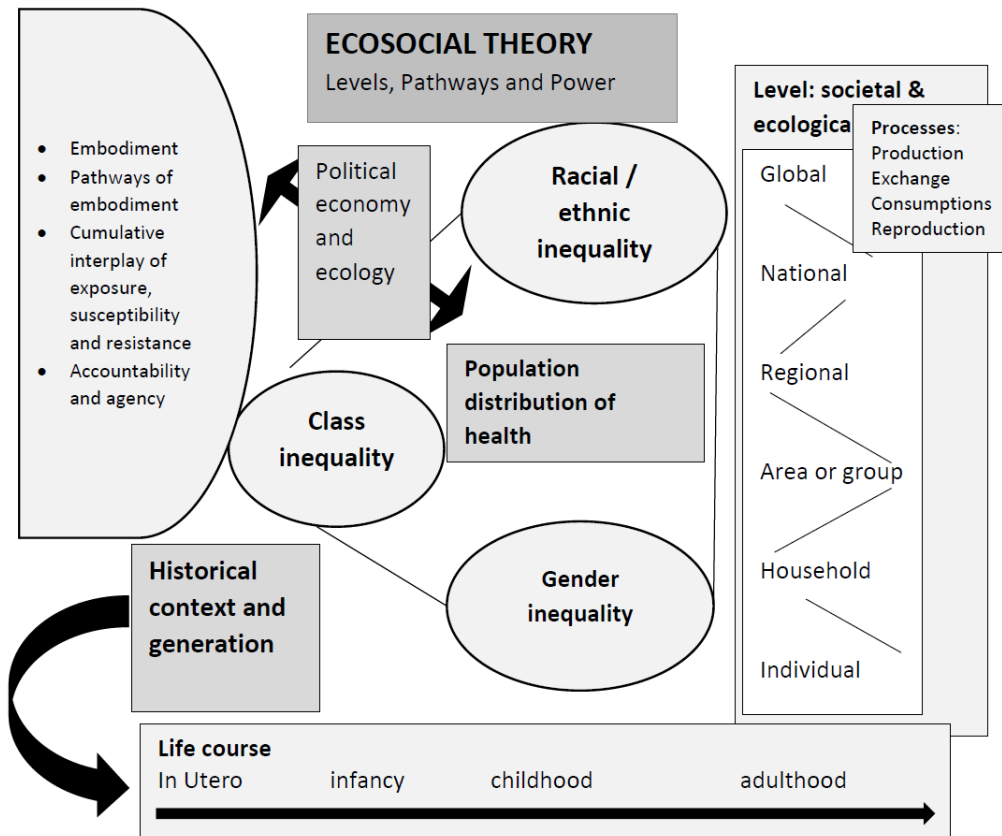 ECOSOCIAL THEORY
Levels, Pathways and Power
• Embodiment
• Pathways of
embodiment
• Cumulative
interplay of
exposure,
susceptibility
and resistance
• Accountability
and agency
Political
economy
and
ecology
Racial /
ethnic
inequality
Class
inequality
Population
distribution of
health
Gender
inequality
Historical
context and
generation
Level: societal &
ecologica
Processes:
Production
Exchange
Consumptions
Reproduction
Global
National
Regional
Area or group
Household
Individual
Life course
In Utero infancy childhood adulthood